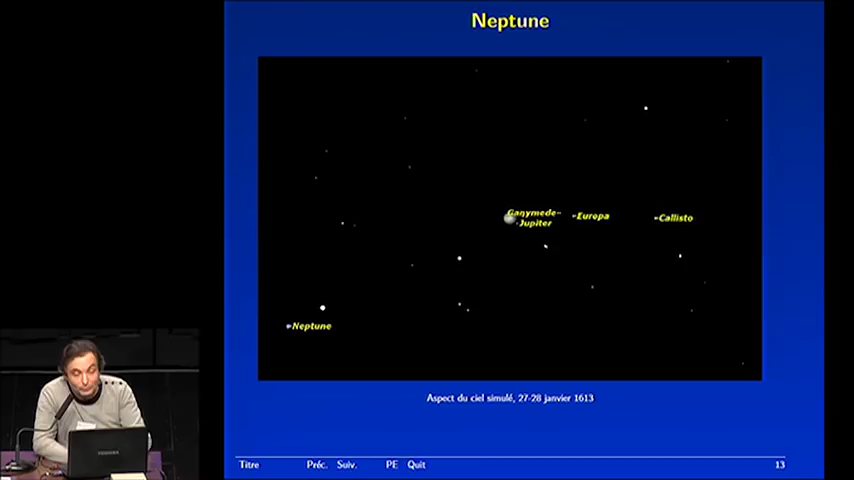 Neptune
Ganymede
Jupiter
Europa
Callisto
Neptune
Aspect du ciel simulé, 27-28 janvier 1613
TOSHIBA
Titre Préc. Suiv. PE Quit 13